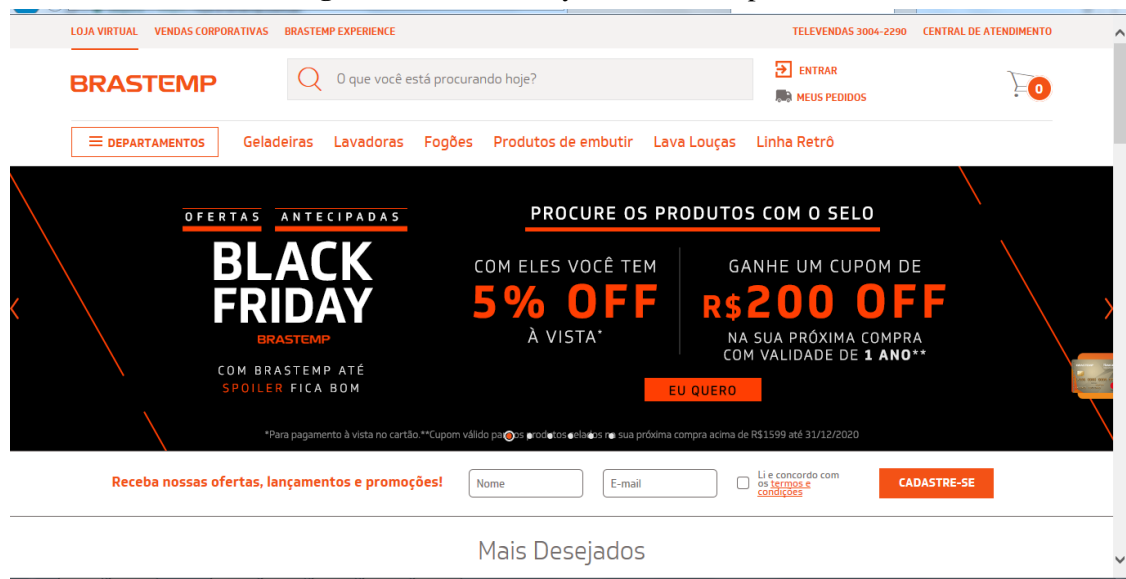 LOJA VIRTUAL VENDAS CORPORATIVAS BRASTEMP EXPERIENCE TELEVENDAS 3004-2290 CENTRAL DE ATENDIMENTO
BRASTEMP
O que você está procurando hoje?
ENTRAR
MEUS PEDIDOS
0
DEPARTAMENTOS Geladeiras Lavadoras Fogões Produtos de embutir Lava Louças Linha Retrô
OFERTAS ANTECIPADAS
BLACK
FRIDAY
BRASTEMP
COM BRASTEMP ATÉ
SPOILER FICA BOM
PROCURE OS PRODUTOS COM O SELO
COM ELES VOCÊ TEM
5% OFF
À VISTA*
GANHE UM CUPOM DE
R$200 OFF
NA SUA PRÓXIMA COMPRA
COM VALIDADE DE 1 ANO**
EU QUERO
*Para pagamento à vista no cartão.**Cupom válido para os produtos selados na sua próxima compra acima de R$1599 até 31/12/2020
Receba nossas ofertas, lançamentos e promoções!
Nome
E-mail
Li e concordo com
os termos e
condições
CADASTRE-SE
Mais Desejados